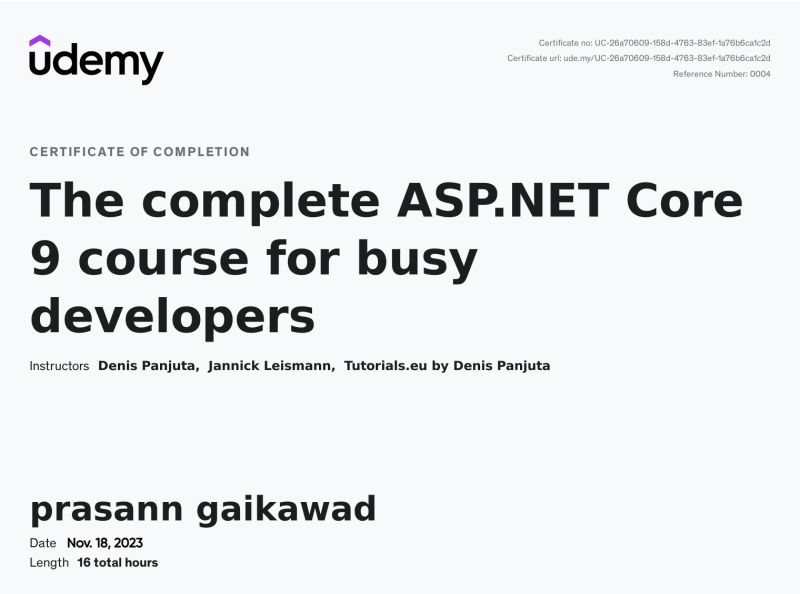 udemy
Certificate no: UC-26a70609-158d-4763-83ef-1a76b6ca1c2d
Certificate url: ude.my/UC-26a70609-158d-4763-83ef-1a76b6ca1c2d
Reference Number: 0004
CERTIFICATE OF COMPLETION
The complete ASP.NET Core
9 course for busy
developers
Instructors Denis Panjuta, Jannick Leismann, Tutorials.eu by Denis Panjuta
prasann gaikawad
Date Nov. 18, 2023
Length 16 total hours